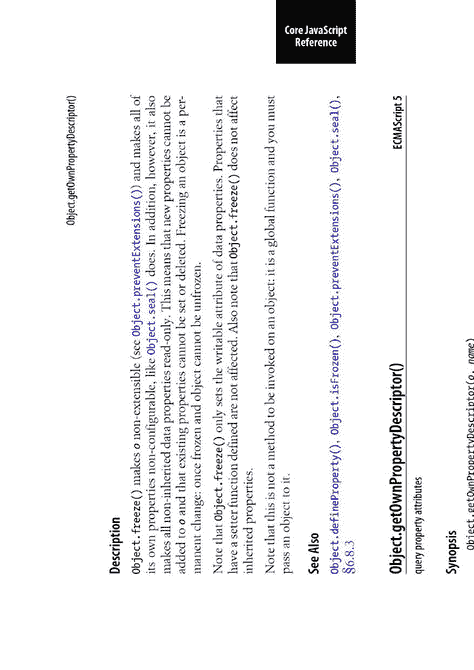 Object.getOwnPropertyDescriptor()
Core JavaScript
Reference
Description
Object.freeze() makes o non-extensible (see Object.preventExtensions()) and makes all of
its own properties non-configurable, like Object.seal() does. In addition, however, it also
makes all non-inherited data properties read-only. This means that new properties cannot be
added to o and that existing properties cannot be set or deleted. Freezing an object is a per-
manent change: once frozen and object cannot be unfrozen.
Note that Object.freeze() only sets the writable attribute of data properties. Properties that
have a setter function defined are not affected. Also note that Object.freeze() does not affect
inherited properties.
Note that this is not a method to be invoked on an object: it is a global function and you must
pass an object to it.
See Also
Object.defineProperty(), Object.isFrozen(), Object.preventExtensions(), Object.seal(),
§6.8.3
Object.getOwnPropertyDescriptor() ECMAScript 5
query property attributes
Synopsis
Object.getOwnPropertyDescriptor(o, name)